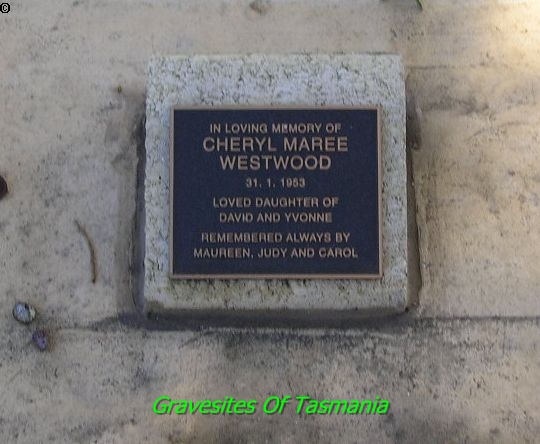 ©
IN LOVING MEMORY OF
CHERYL MAREE
WESTWOOD
31. 1. 1953
LOVED DAUGHTER OF
DAVID AND YVONNE
REMEMBERED ALWAYS BY
MAUREEN, JUDY AND CAROL
Gravesites Of Tasmania